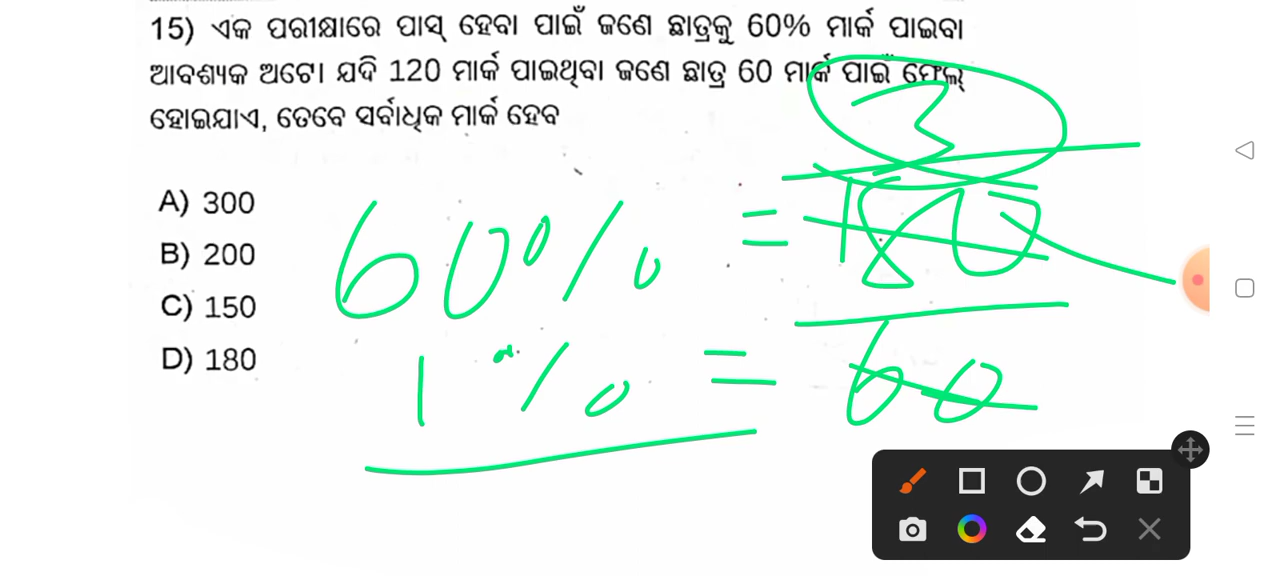 15) ଏକ ପରୀକ୍ଷାରେ ପାସ୍ ହେବା ପାଇଁ ଜଣେ ଛାତ୍ରକୁ 60% ମାର୍କ ପାଇବା
ଆବଶ୍ୟକ ଅଟେ। ଯଦି 120 ମାର୍କ ପାଇଥିବା ଜଣେ ଛାତ୍ର 60 ମାର୍କ ପାଇଁ ଫେଲ୍
ହୋଇଯାଏ, ତେବେ ସର୍ବାଧିକ ମାର୍କ ହେବ
3
A) 300
60% = 180
B) 200
C) 150
D) 180
1% = 60